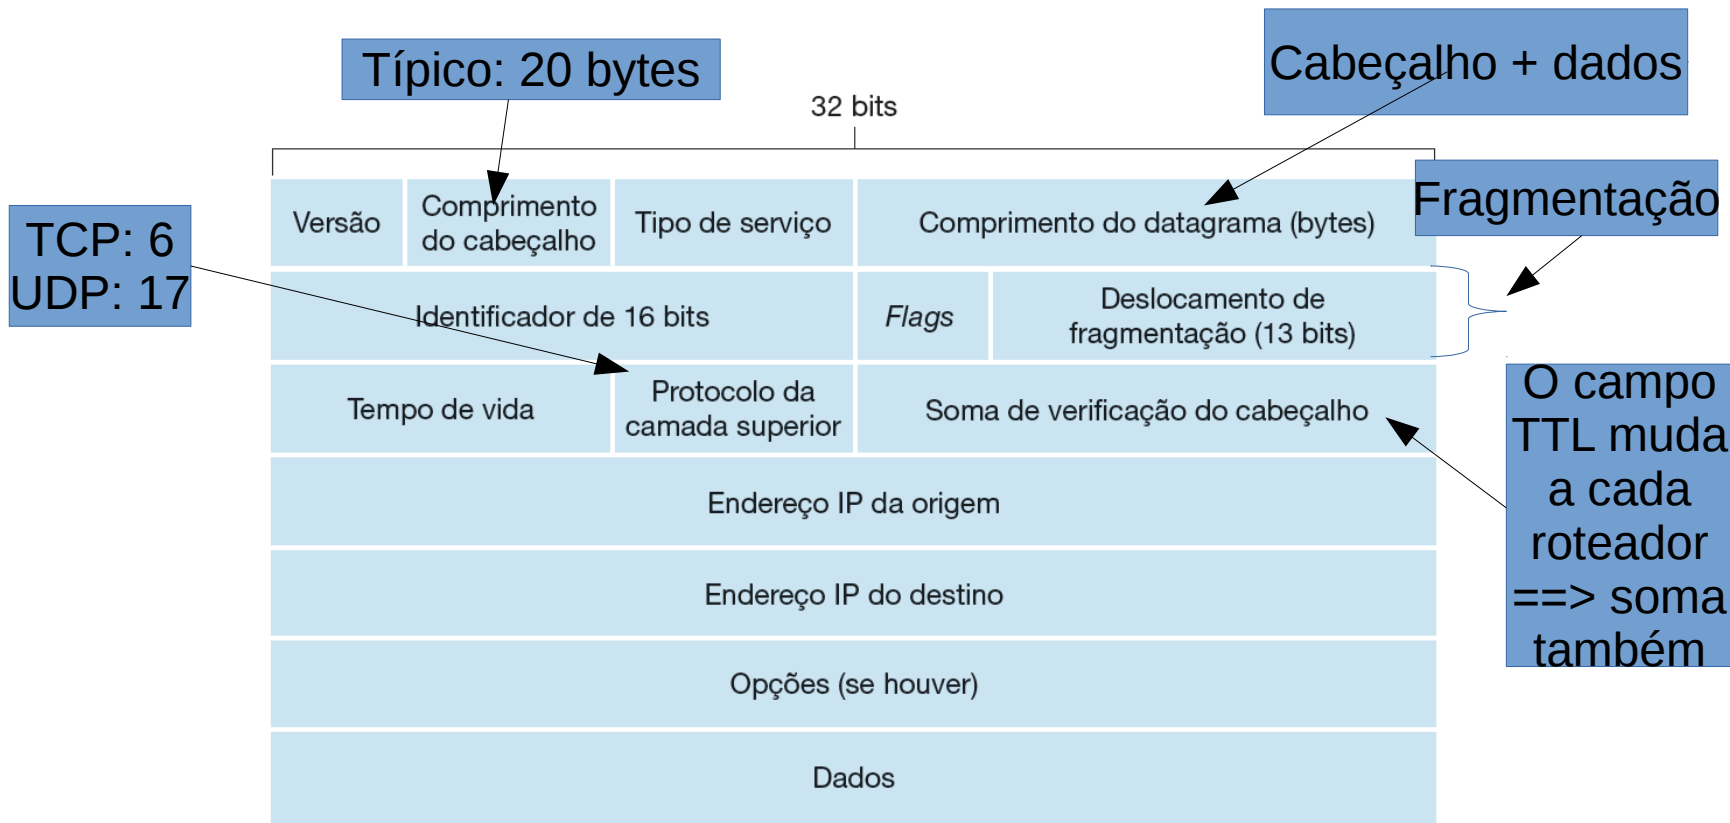 Típico: 20 bytes
Cabeçalho + dados
32 bits
Fragmentação
TCP: 6
UDP: 17
Versão
Comprimento
do cabeçalho
Tipo de serviço
Comprimento do datagrama (bytes)
Identificador de 16 bits
Flags
Deslocamento de
fragmentação (13 bits)
Tempo de vida
Protocolo da
camada superior
Soma de verificação do cabeçalho
O campo
TTL muda
a cada
roteador
==> soma
também
Endereço IP da origem
Endereço IP do destino
Opções (se houver)
Dados